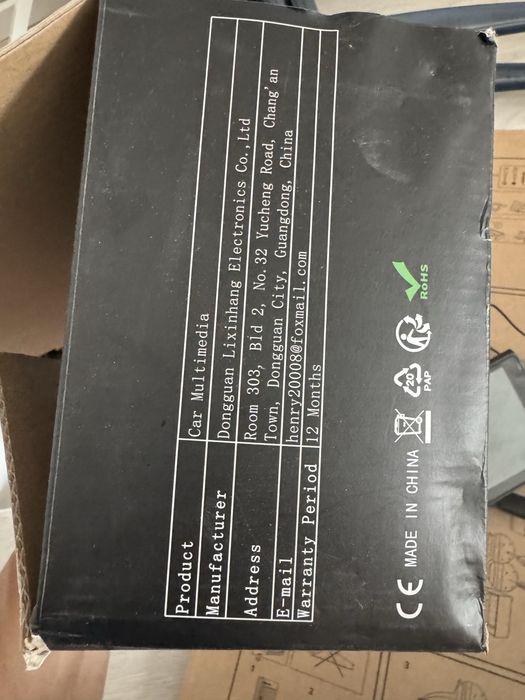 Product Car Multimedia
Manufacturer Dongguan Lixinhang Electronics Co.,Ltd
Address Room 303, Bld 2, No.32 Yucheng Road, Chang'an
Town, Dongguan City, Guangdong, China
E-mail henry20008@foxmail.com
Warranty Period 12 Months
CE MADE IN CHINA 20 PAP RoHS